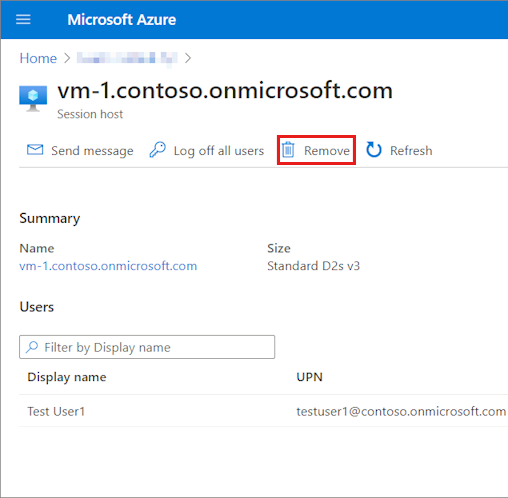 Microsoft Azure
Home
vm-1.contoso.onmicrosoft.com
Session host
Send message Log off all users Remove Refresh
Summary
Name Size
vm-1.contoso.onmicrosoft.com Standard D2s v3
Users
Filter by Display name
Display name UPN
Test User1 testuser1@contoso.onmicrosoft.com